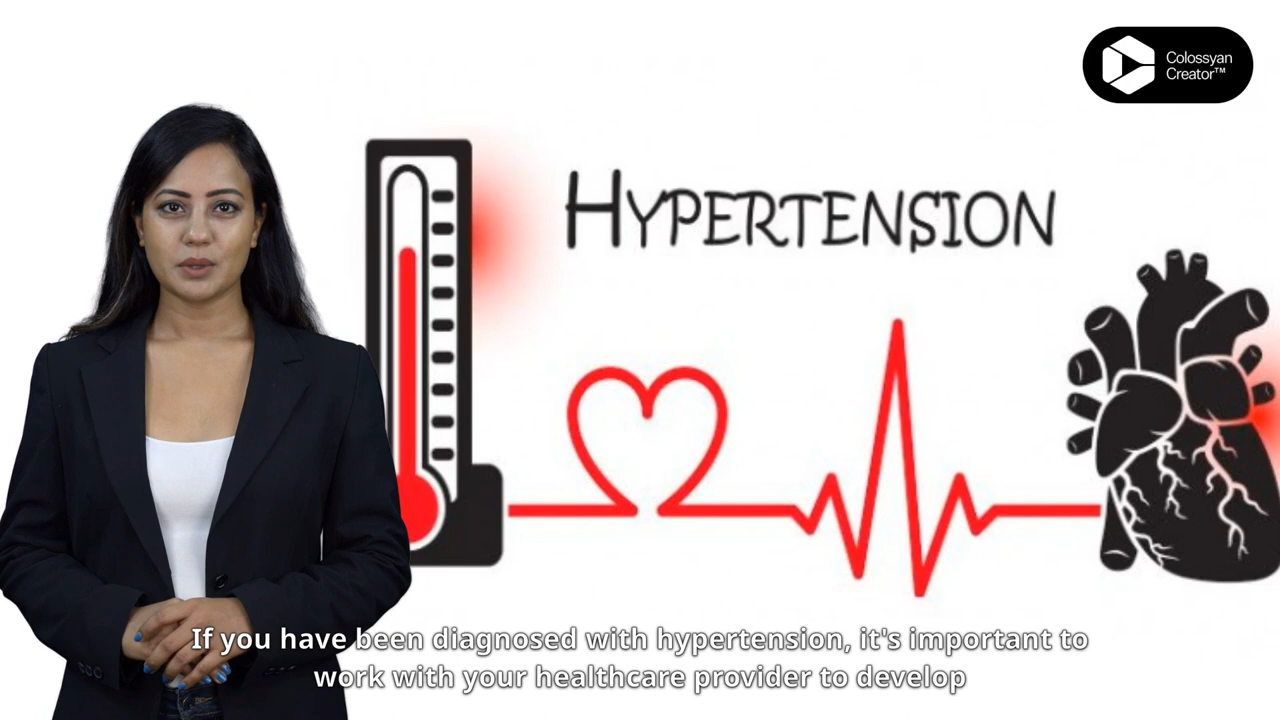 Colossyan
Creator™
HYPERTENSION
If you have been diagnosed with hypertension, it's important to
work with your healthcare provider to develop